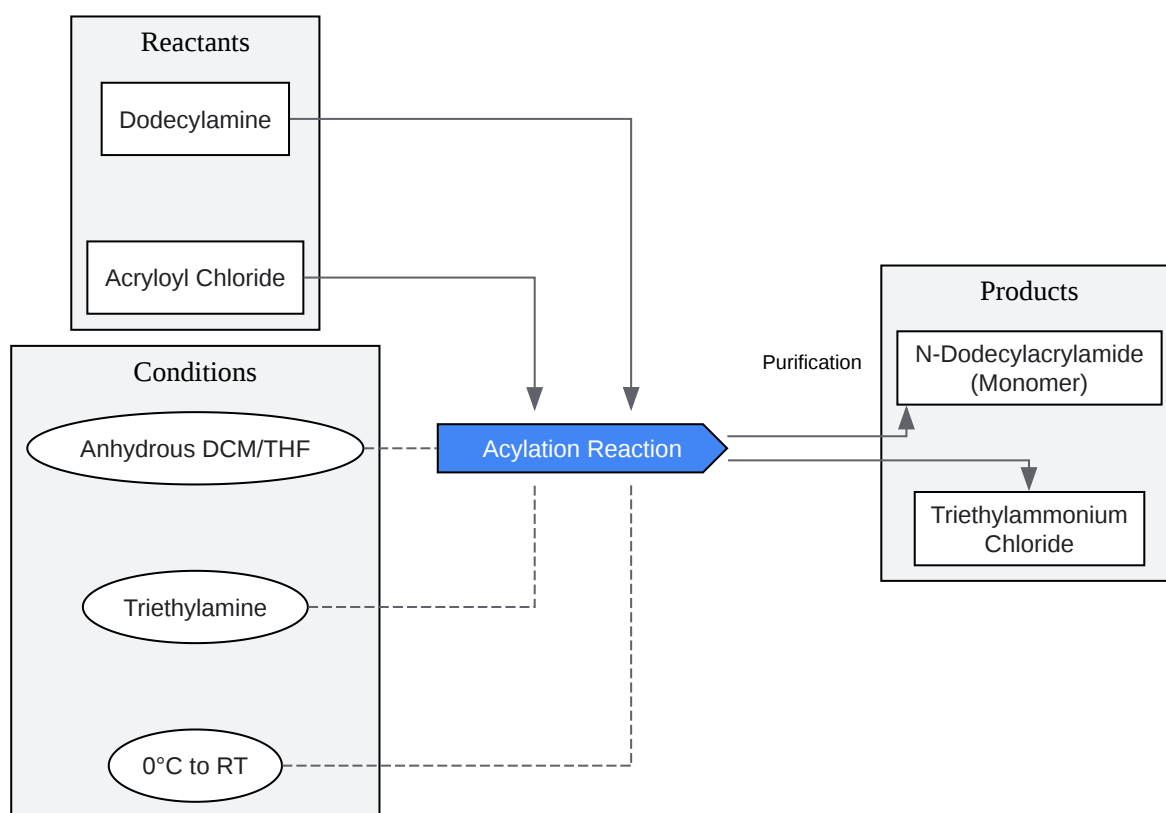 Reactants
Dodecylamine
Acryloyl Chloride
Conditions
Anhydrous DCM/THF
Triethylamine
0°C to RT
Acylation Reaction
Purification
Products
N-Dodecylacrylamide
(Monomer)
Triethylammonium
Chloride